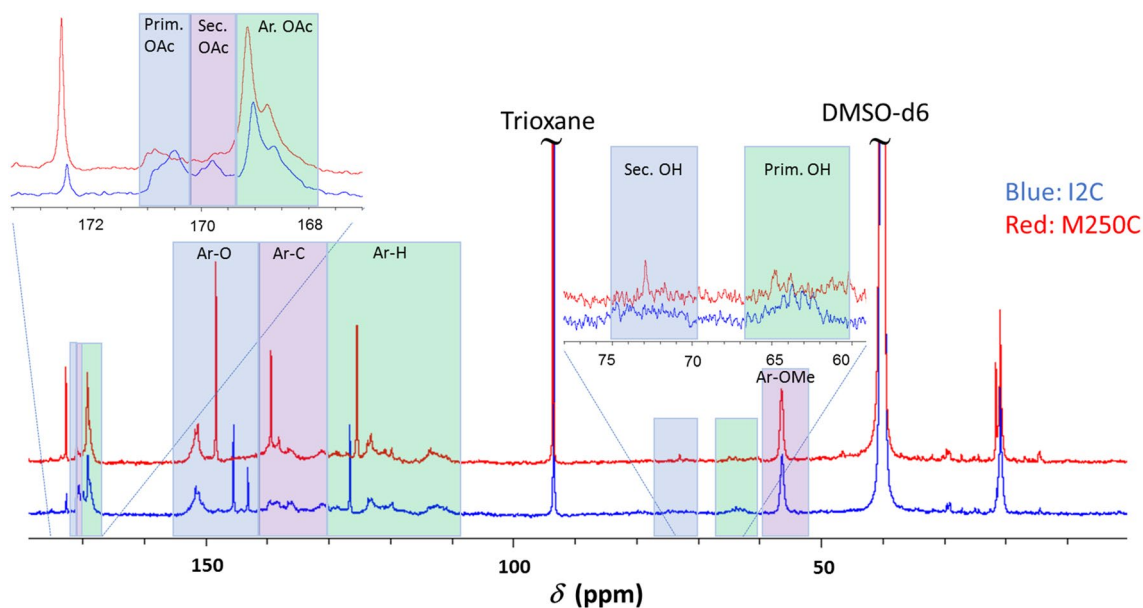 Prim. OAc
Sec. OAc
Ar. OAc
172 170 168
Trioxane
DMSO-d6
Sec. OH
Prim. OH
Blue: I2C
Red: M250C
75 70 65 60
Ar-O
Ar-C
Ar-H
Ar-OMe
150 100 50
δ (ppm)